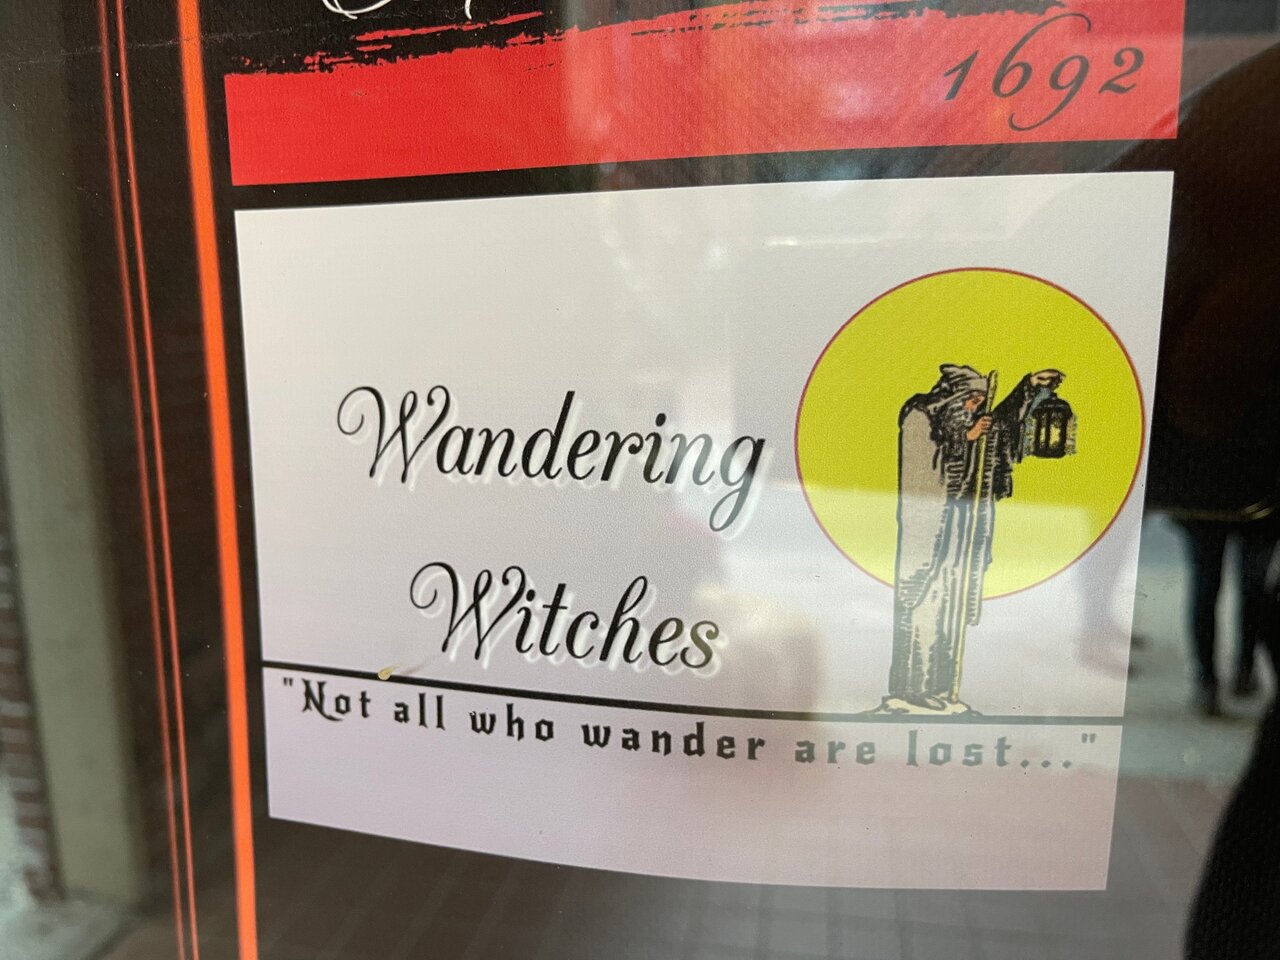 1692
Wandering
Witches
"Not all who wander are lost..."